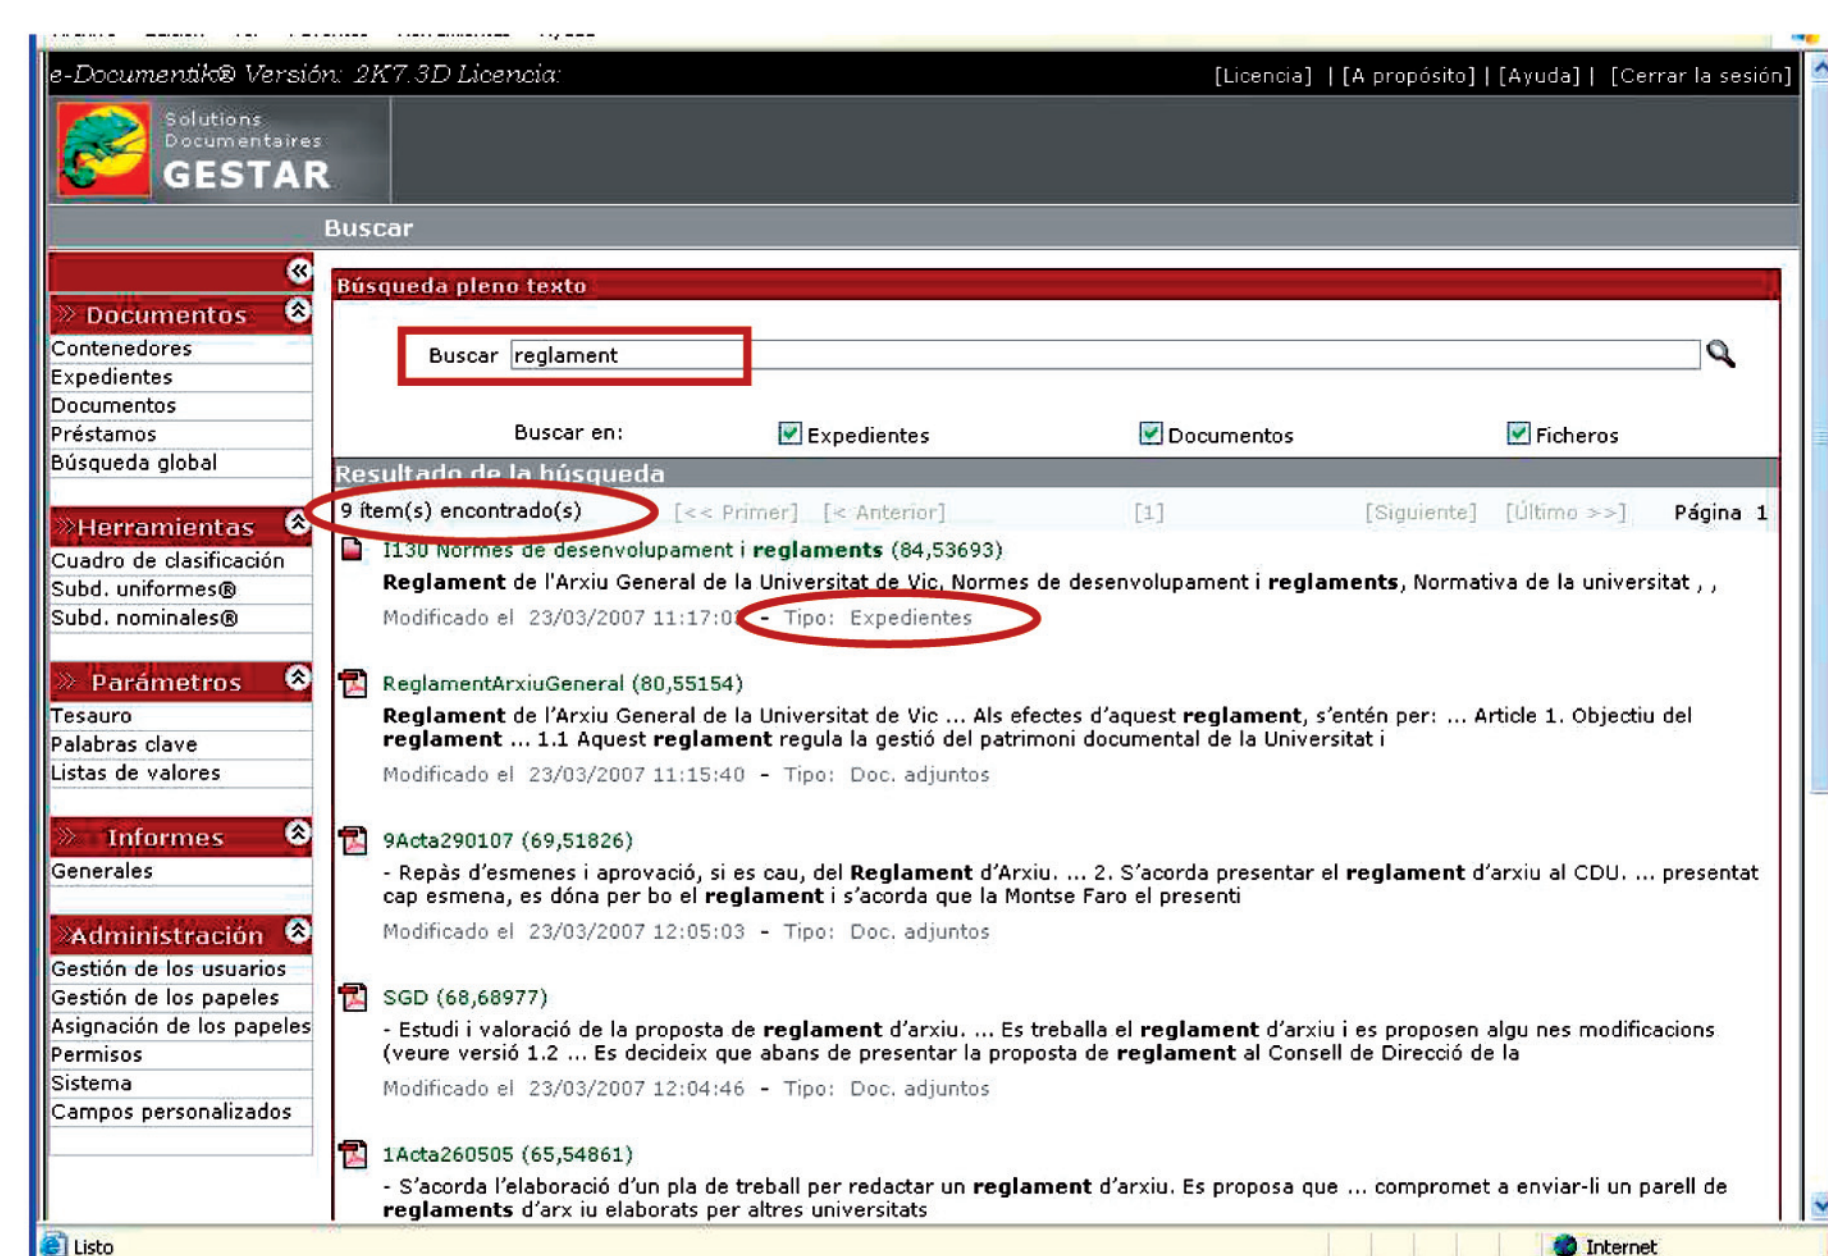 e-Documentik® Versión: 2K7.3D Licencia:
[Licencia] | [A propósito] | [Ayuda] | [Cerrar la sesión]
Solutions
Documentaires
GESTAR
Buscar
Documentos
Contenedores
Expedientes
Documentos
Préstamos
Búsqueda global
Herramientas
Cuadro de clasificación
Subd. uniformes®
Subd. nominales®
Parámetros
Tesauro
Palabras clave
Listas de valores
Informes
Generales
Administración
Gestión de los usuarios
Gestión de los papeles
Asignación de los papeles
Permisos
Sistema
Campos personalizados
Búsqueda pleno texto
Buscar reglament
Buscar en: Expedientes Documentos Ficheros
Resultado de la búsqueda
9 ítem(s) encontrado(s) [<< Primer] [< Anterior] [1] [Siguiente] [Último >>] Página 1
I130 Normes de desenvolupament i reglaments (84,53693)
Reglament de l'Arxiu General de la Universitat de Vic, Normes de desenvolupament i reglaments, Normativa de la universitat , ,
Modificado el 23/03/2007 11:17:03 - Tipo: Expedientes
ReglamentArxiuGeneral (80,55154)
Reglament de l'Arxiu General de la Universitat de Vic ... Als efectes d'aquest reglament, s'entén per: ... Article 1. Objectiu del
reglament ... 1.1 Aquest reglament regula la gestió del patrimoni documental de la Universitat i
Modificado el 23/03/2007 11:15:40 - Tipo: Doc. adjuntos
9Acta290107 (69,51826)
- Repàs d'esmenes i aprovació, si es cau, del Reglament d'Arxiu. ... 2. S'acorda presentar el reglament d'arxiu al CDU. ... presentat
cap esmena, es dóna per bo el reglament i s'acorda que la Montse Faro el presenti
Modificado el 23/03/2007 12:05:03 - Tipo: Doc. adjuntos
SGD (68,68977)
- Estudi i valoració de la proposta de reglament d'arxiu. ... Es treballa el reglament d'arxiu i es proposen algu nes modificacions
(veure versió 1.2 ... Es decideix que abans de presentar la proposta de reglament al Consell de Direcció de la
Modificado el 23/03/2007 12:04:46 - Tipo: Doc. adjuntos
1Acta260505 (65,54861)
- S'acorda l'elaboració d'un pla de treball per redactar un reglament d'arxiu. Es proposa que ... compromet a enviar-li un parell de
reglaments d'arx iu elaborats per altres universitats
Listo
Internet